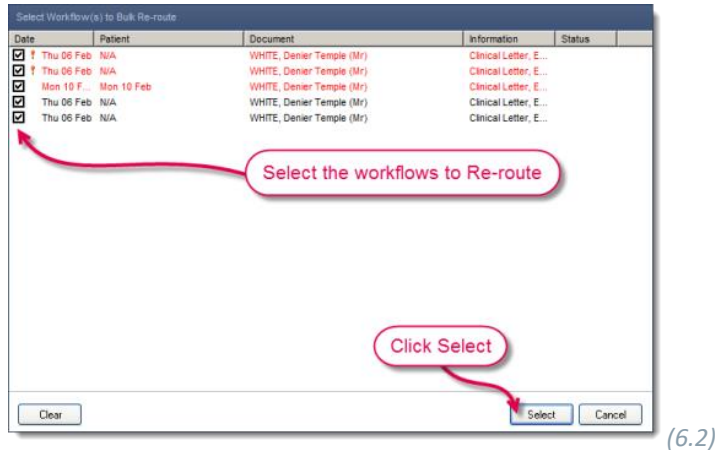 Select Workflow(s) to Bulk Re-route
Date Patient Document Information Status
Thu 06 Feb N/A WHITE, Denier Temple (Mr) Clinical Letter, E...
Thu 06 Feb N/A WHITE, Denier Temple (Mr) Clinical Letter, E...
Mon 10 F... Mon 10 Feb WHITE, Denier Temple (Mr) Clinical Letter, E...
Thu 06 Feb N/A WHITE, Denier Temple (Mr) Clinical Letter, E...
Thu 06 Feb N/A WHITE, Denier Temple (Mr) Clinical Letter, E...
Select the workflows to Re-route
Click Select
Clear Select Cancel
(6.2)